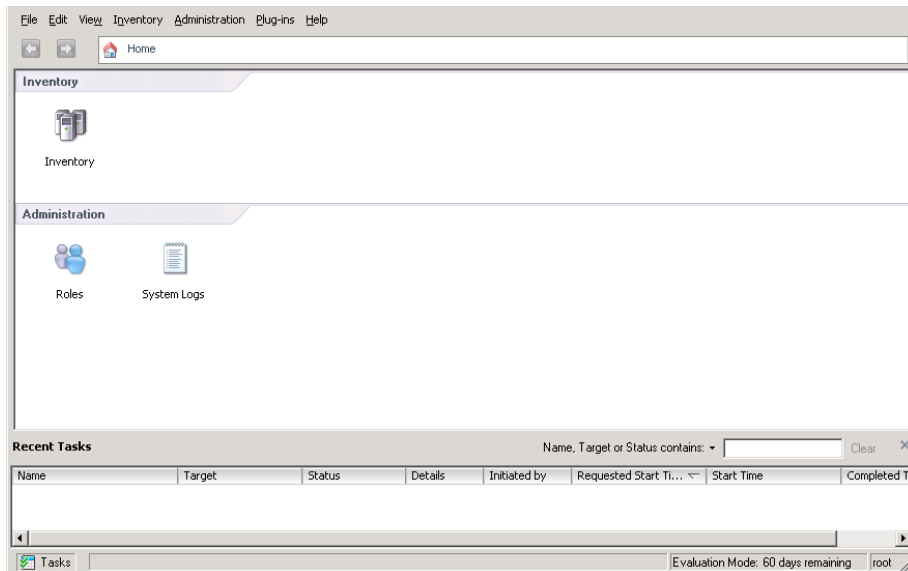 File Edit View Inventory Administration Plug-ins Help
Home
Inventory
Inventory
Administration
Roles System Logs
Recent Tasks Name, Target or Status contains: Clear
Name Target Status Details Initiated by Requested Start Ti... Start Time Completed T
Tasks Evaluation Mode: 60 days remaining root